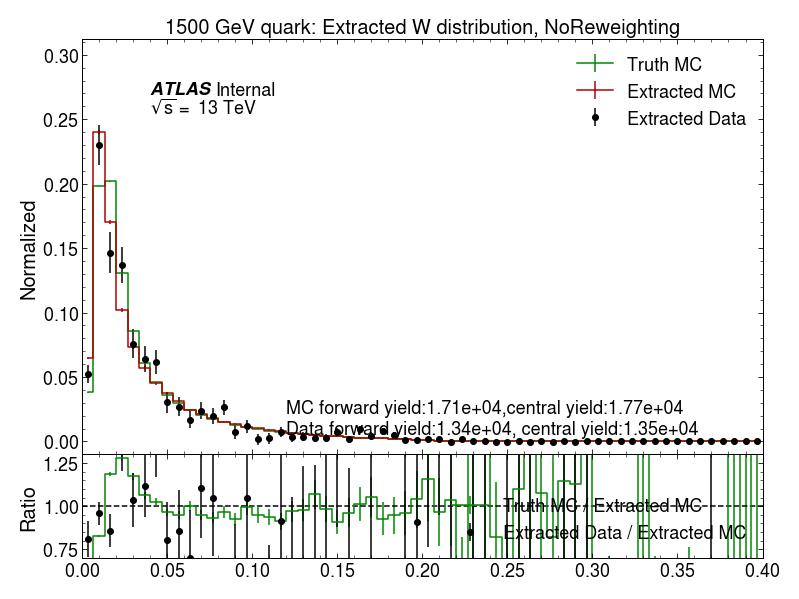 1500 GeV quark: Extracted W distribution, NoReweighting
ATLAS Internal
√s = 13 TeV
Truth MC
Extracted MC
Extracted Data
Normalized
0.30
0.25
0.20
0.15
0.10
0.05
0.00
MC forward yield:1.71e+04,central yield:1.77e+04
Data forward yield:1.34e+04, central yield:1.35e+04
Ratio
1.25
1.00
0.75
Truth MC / Extracted MC
Extracted Data / Extracted MC
0.00 0.05 0.10 0.15 0.20 0.25 0.30 0.35 0.40